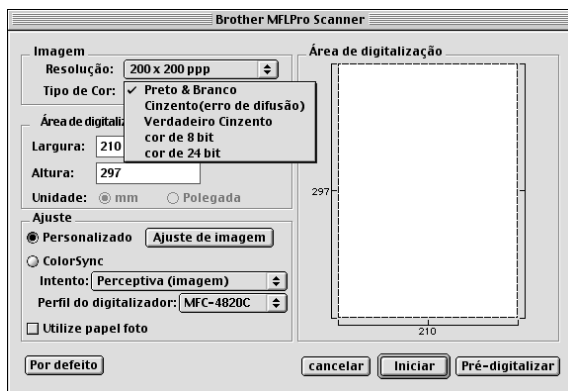 Brother MFLPro Scanner
Imagem
Resolução: 200 x 200 ppp
Tipo de Cor: ✓ Preto & Branco
Cinzento(erro de difusão)
Verdadeiro Cinzento
cor de 8 bit
cor de 24 bit
Área de
Largura: 210
Altura: 297
Unidade: mm Polegada
Ajuste
Personalizado Ajuste de imagem
ColorSync
Intento: Perceptiva (imagem)
Perfil do digitalizador: MFC-4820C
Utilize papel foto
Área de digitalização
297
210
Por defeito cancelar Iniciar Pré-digitalizar